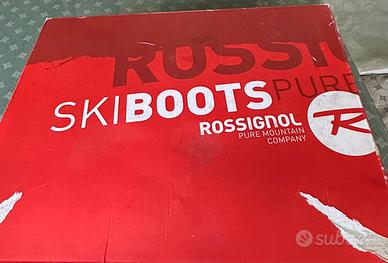 ROSSI
SKIBOOTS PURE
ROSSIGNOL
PURE MOUNTAIN
COMPANY
R
subito